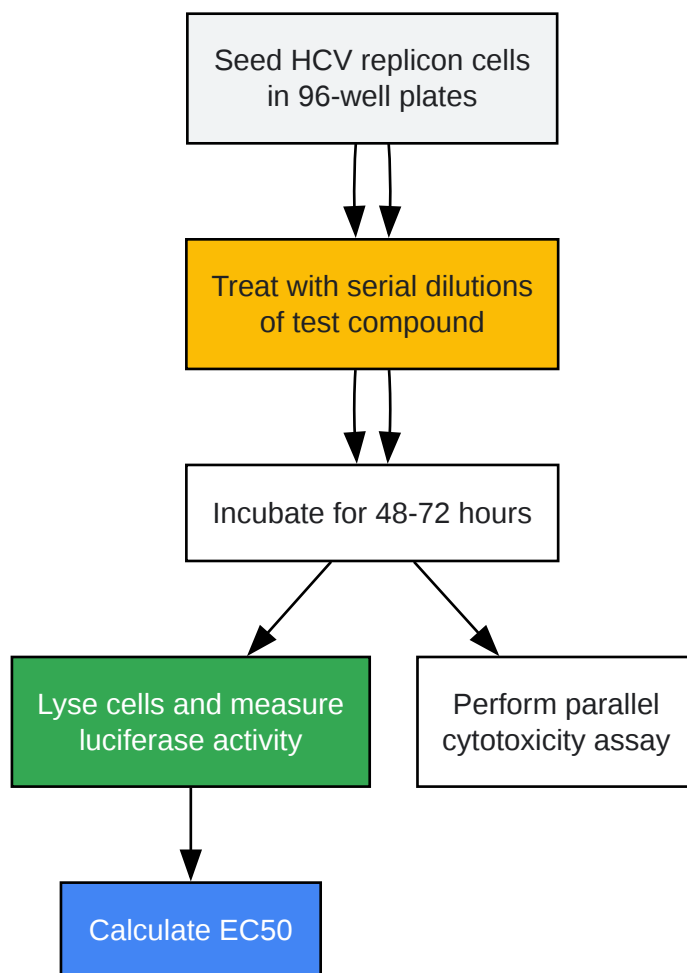 Seed HCV replicon cells
in 96-well plates
Treat with serial dilutions
of test compound
Incubate for 48-72 hours
Lyse cells and measure
luciferase activity
Perform parallel
cytotoxicity assay
Calculate EC50